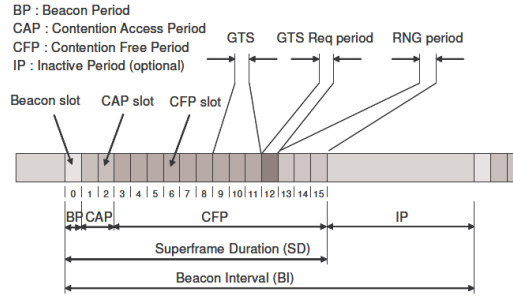 BP : Beacon Period
CAP : Contention Access Period
CFP : Contention Free Period
IP : Inactive Period (optional)
GTS
GTS Req period
RNG period
Beacon slot
CAP slot
CFP slot
0 1 2 3 4 5 6 7 8 9 10 11 12 13 14 15
BP CAP CFP IP
Superframe Duration (SD)
Beacon Interval (BI)